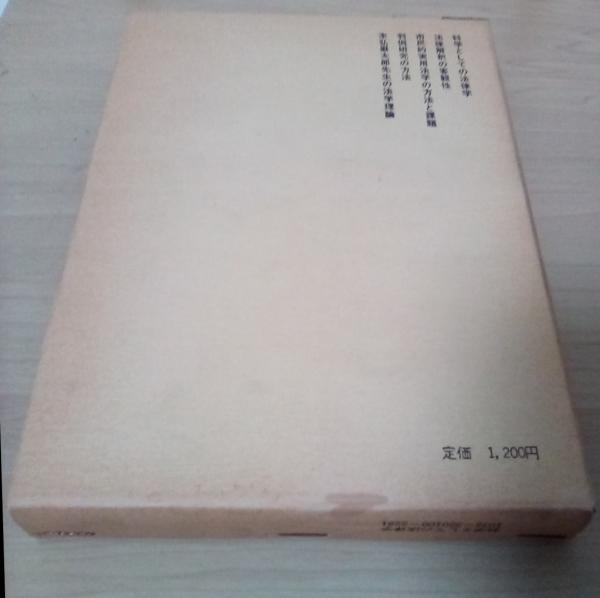 科学としての法律学
法律解釈の客観性
市民的実用法学の方法と課題
判例研究の方法
末弘厳太郎先生の法学理論
定価 1,200円